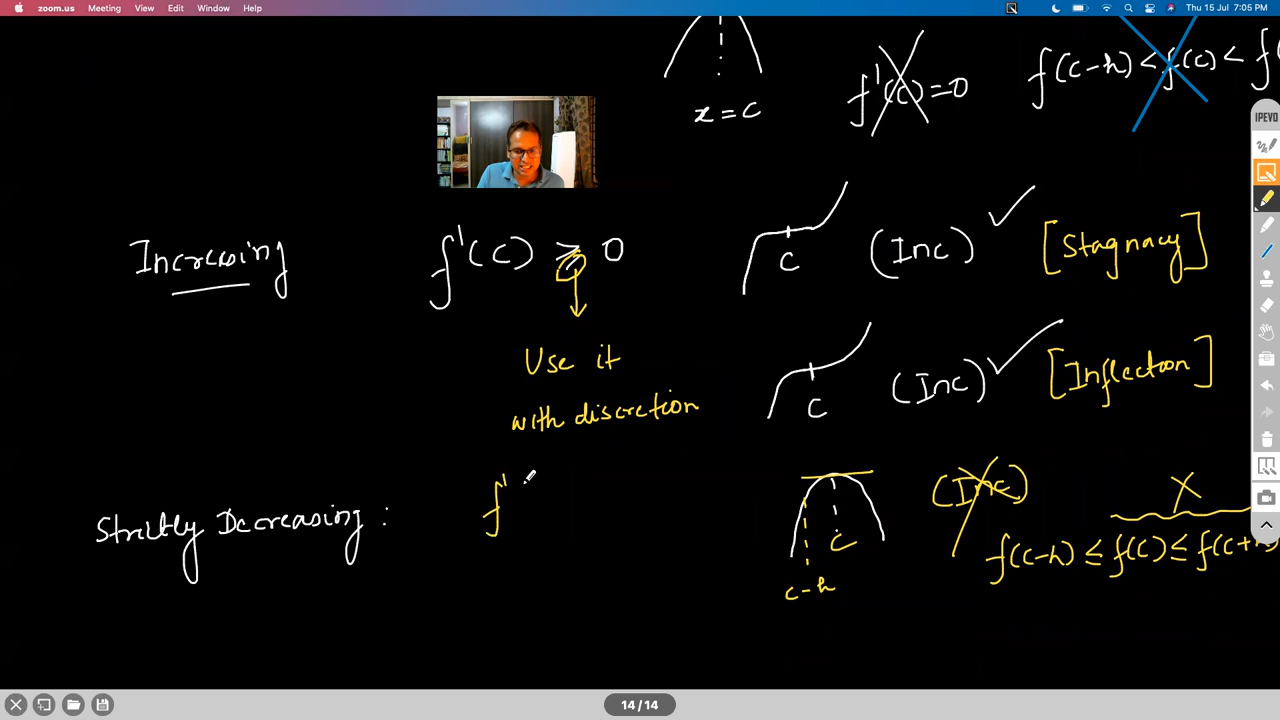 zoom.us Meeting View Edit Window Help Thu 15 Jul 7:05 PM
x = c
f'(c) = 0
f(c-h) < f(c) < f
IPEVO
Increasing
f'(c) ≥ 0
c
(Inc)
[Stagnacy]
Use it
with discretion
c
(Inc)
[Inflection]
Strictly Decreasing :
f'
c
c-h
(Inc)
X
f(c-h) ≤ f(c) ≤ f(c+h)
14 / 14